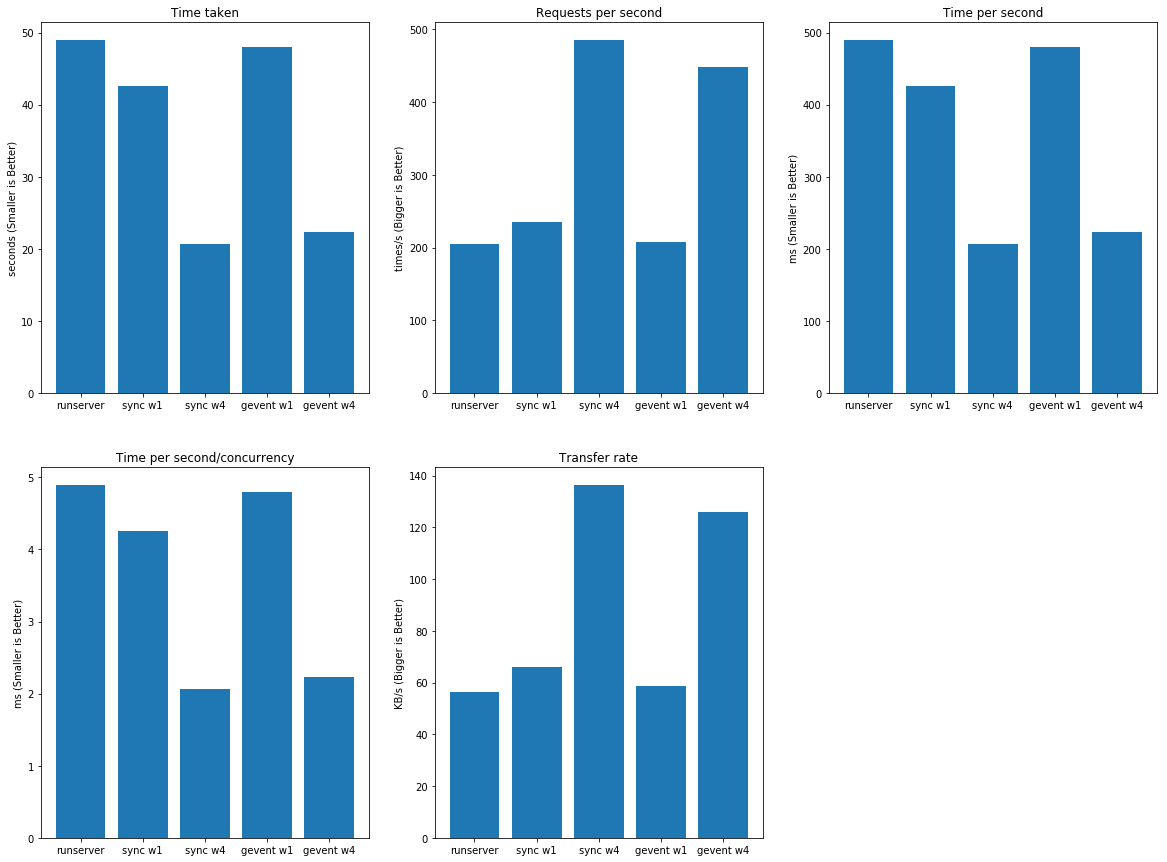 Time taken
seconds (Smaller is Better)
50
40
30
20
10
0
runserver sync w1 sync w4 gevent w1 gevent w4
Requests per second
times/s (Bigger is Better)
500
400
300
200
100
0
runserver sync w1 sync w4 gevent w1 gevent w4
Time per second
ms (Smaller is Better)
500
400
300
200
100
0
runserver sync w1 sync w4 gevent w1 gevent w4
Time per second/concurrency
ms (Smaller is Better)
5
4
3
2
1
0
runserver sync w1 sync w4 gevent w1 gevent w4
Transfer rate
KB/s (Bigger is Better)
140
120
100
80
60
40
20
0
runserver sync w1 sync w4 gevent w1 gevent w4